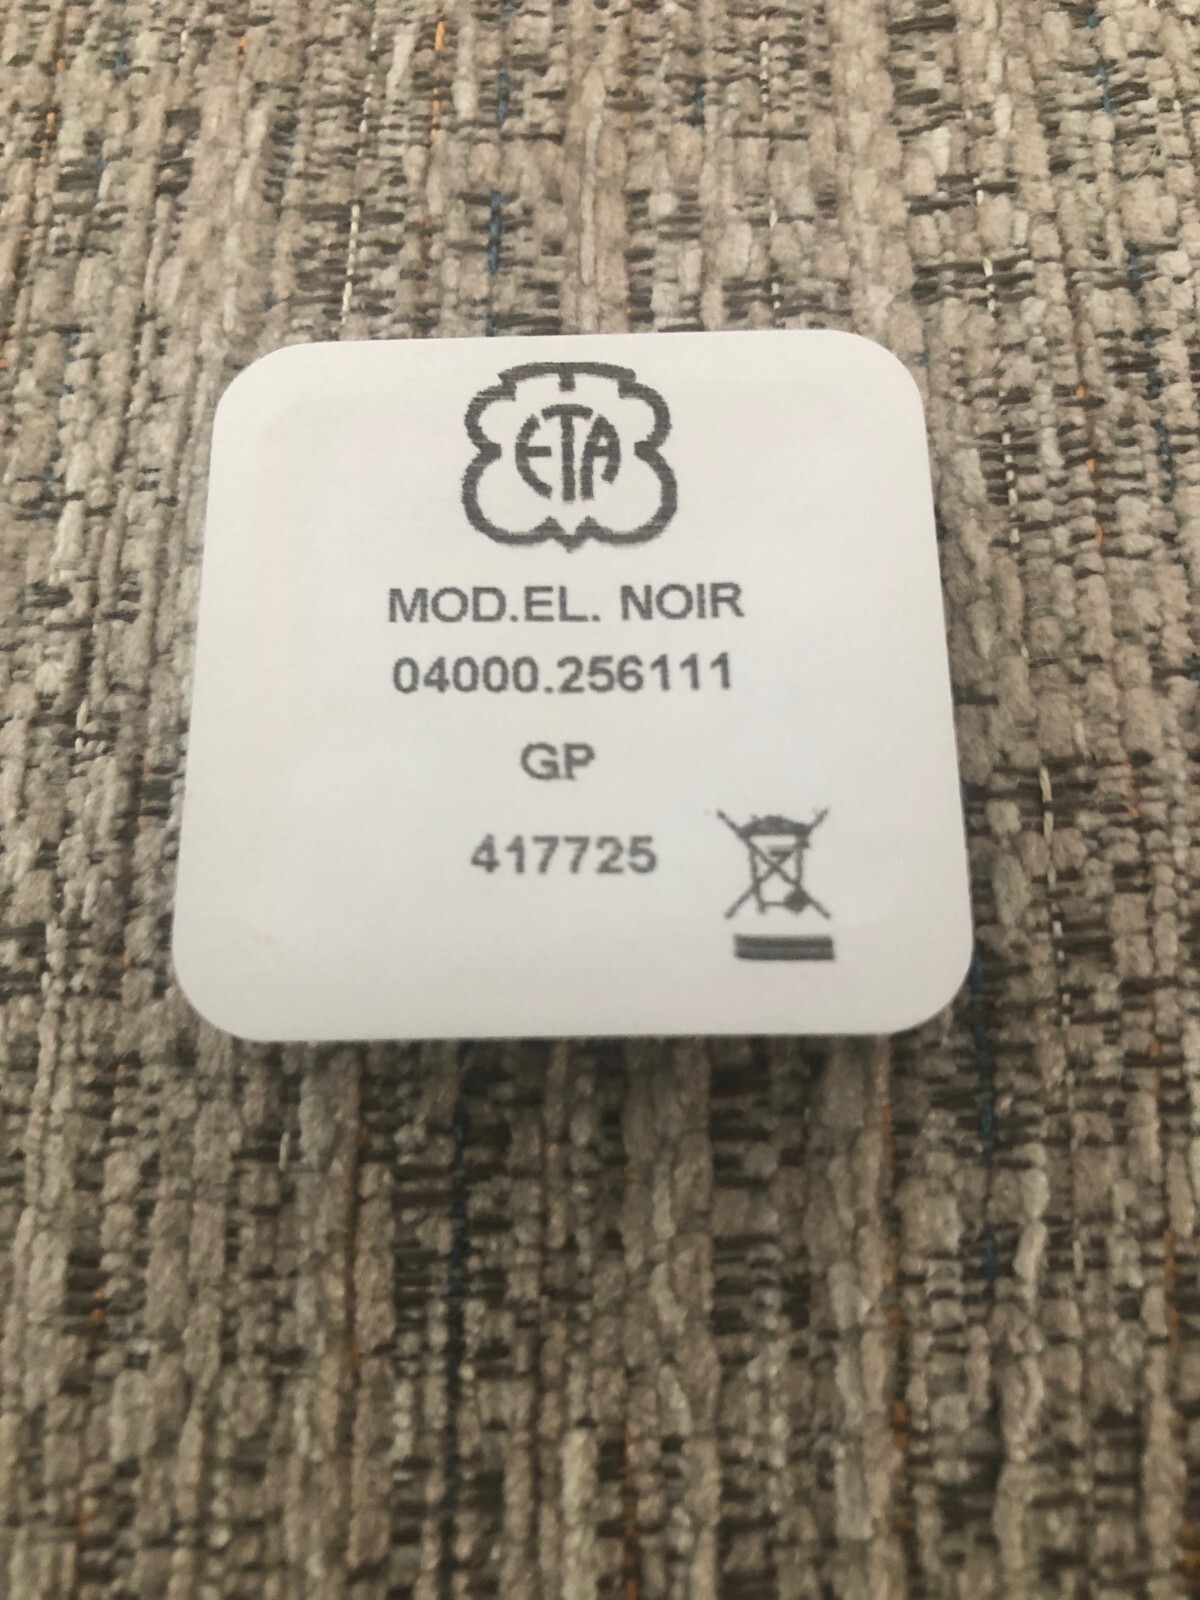 ETA
MOD.EL. NOIR
04000.256111
GP
417725